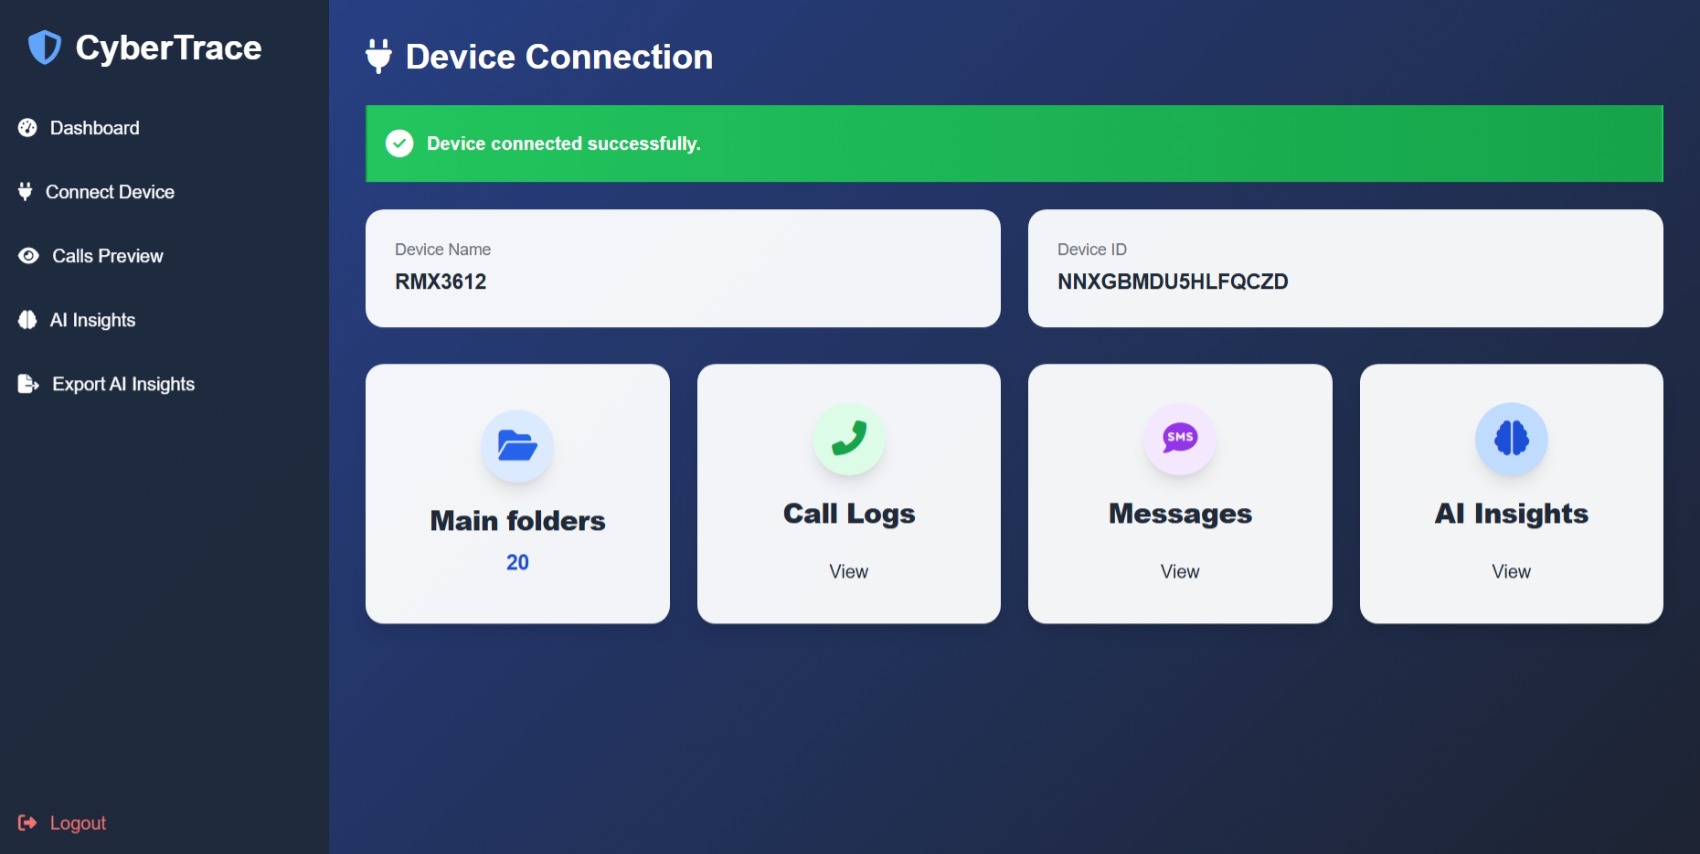 CyberTrace
Dashboard
Connect Device
Calls Preview
AI Insights
Export AI Insights
Logout
Device Connection
Device connected successfully.
Device Name
RMX3612
Device ID
NNXGBMDU5HLFQCZD
Main folders
20
Call Logs
View
SMS
Messages
View
AI Insights
View